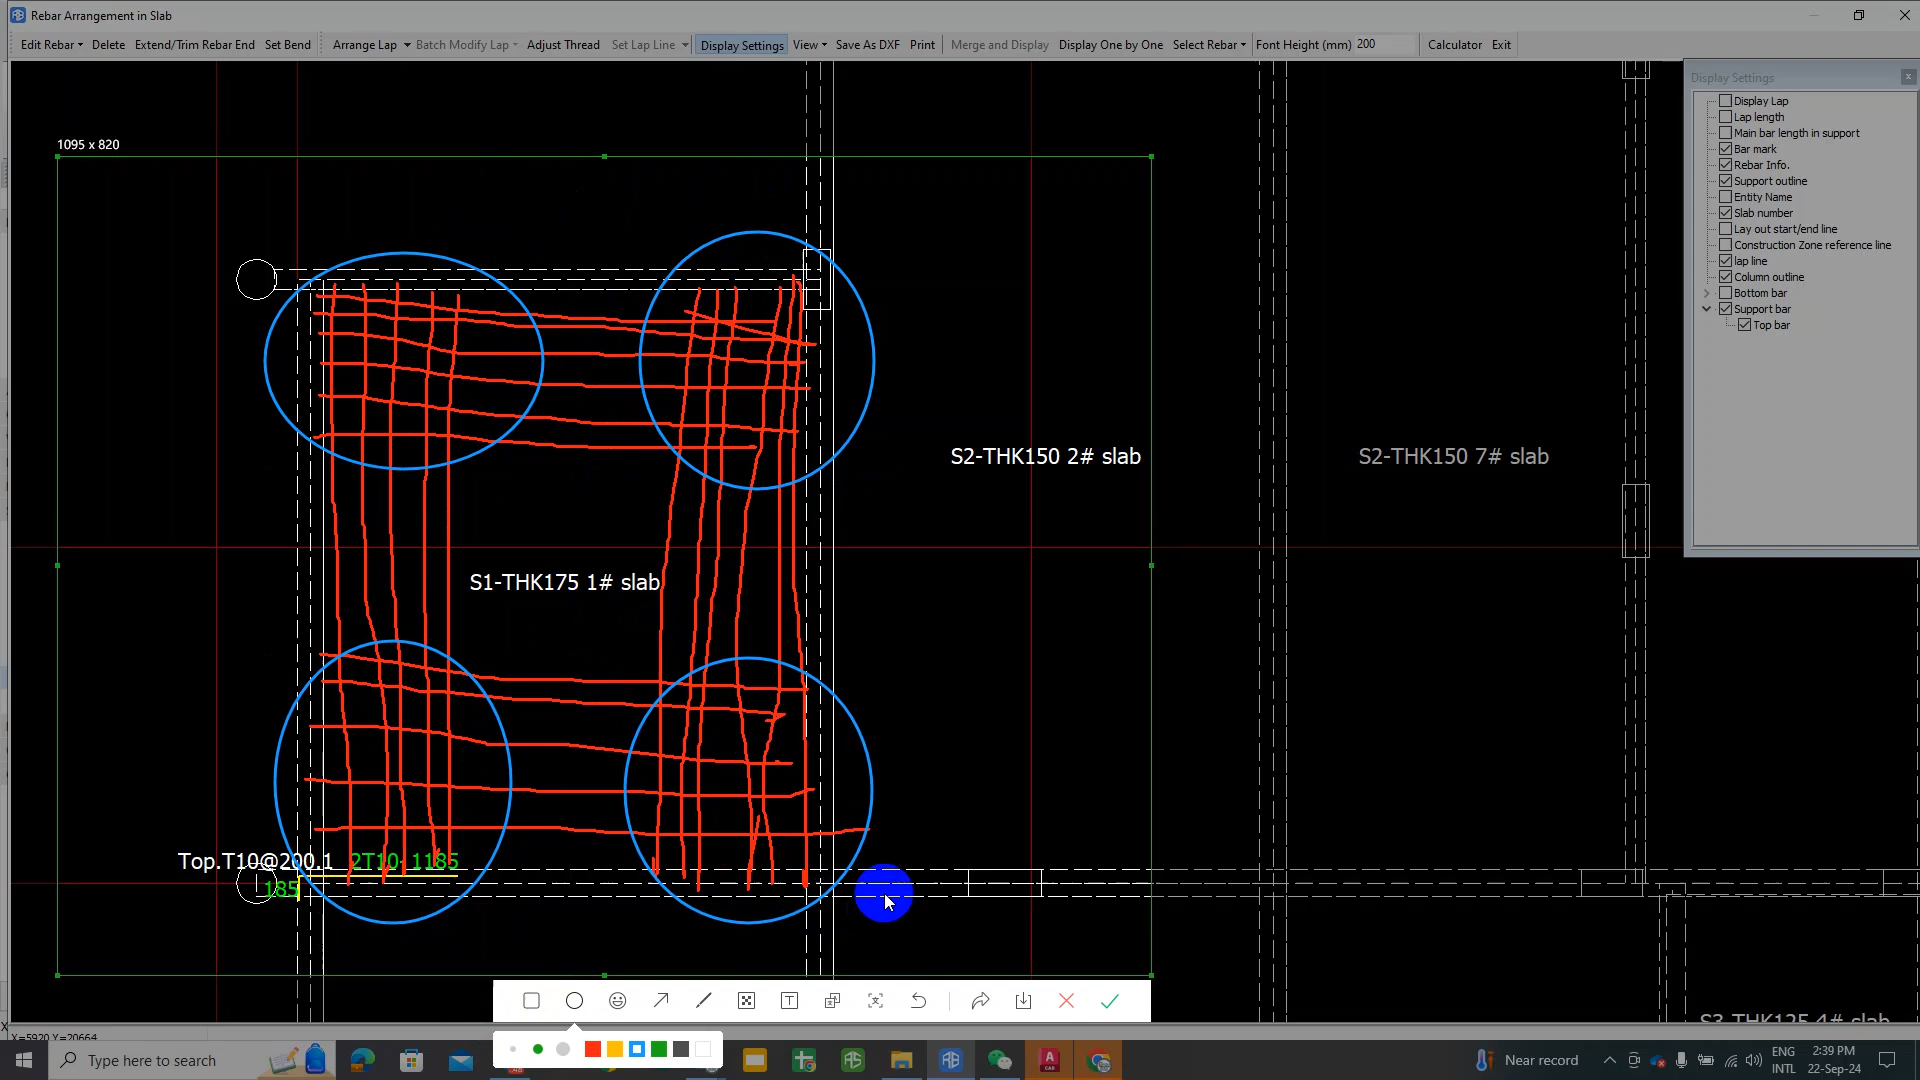 Rebar Arrangement in Slab
Edit Rebar Delete Extend/Trim Rebar End Set Bend Arrange Lap Batch Modify Lap Adjust Thread Set Lap Line Display Settings View Save As DXF Print Merge and Display Display One by One Select Rebar Font Height (mm) 200 Calculator Exit
Display Settings
Display Lap
Lap length
Main bar length in support
Bar mark
Rebar Info.
Support outline
Entity Name
Slab number
Lay out start/end line
Construction Zone reference line
lap line
Column outline
Bottom bar
Support bar
Top bar
1095 x 820
S2-THK150 2# slab
S2-THK150 7# slab
S1-THK175 1# slab
Top.T10@200.1 2T10- 1185
185
S3-THK125 4# slab
X=5920 Y=20664
Type here to search
Near record
ENG
INTL
2:39 PM
22-Sep-24